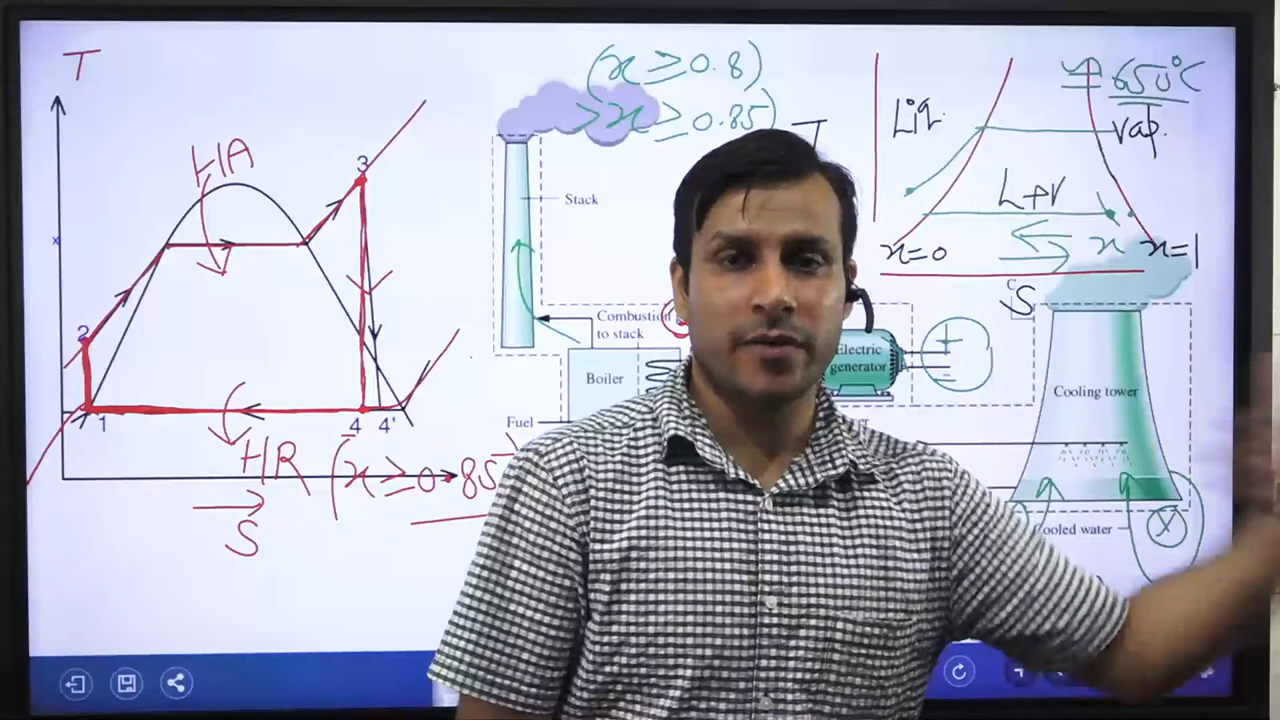 T
HA
3
2
1
4
4'
HR
(x ≥ 0.85)
S
(x ≥ 0.8)
x ≥ 0.85)
Stack
Combustion
to stack
Boiler
Fuel
Electric
generator
+
T
Liq.
650°C
Vap.
L+V
x=0
x
x=1
S
Cooling tower
Cooled water